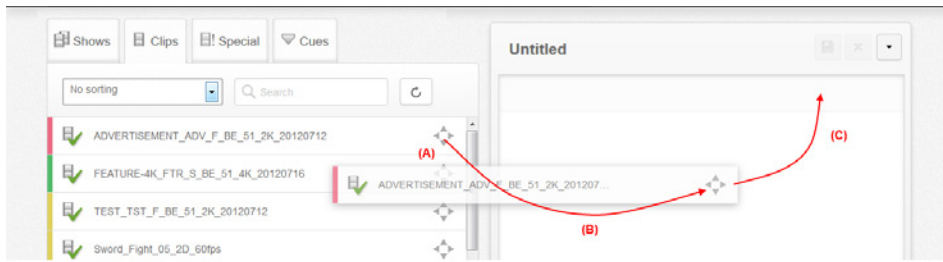 Shows Clips Special Cues
Untitled
No sorting Search
ADVERTISEMENT_ADV_F_BE_51_2K_20120712
(C)
(A)
FEATURE-4K_FTR_S_BE_51_4K_20120716
ADVERTISEMENT_ADV_F_BE_51_2K_201207...
TEST_TST_F_BE_51_2K_20120712
(B)
Sword_Fight_05_2D_60fps